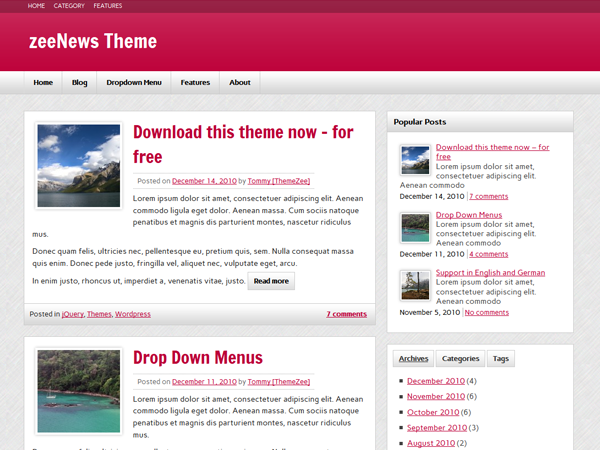 HOME CATEGORY FEATURES
zeeNews Theme
Home Blog Dropdown Menu Features About
Download this theme now – for
free
Posted on December 14, 2010 by Tommy [ThemeZee]
Lorem ipsum dolor sit amet, consectetuer adipiscing elit. Aenean
commodo ligula eget dolor. Aenean massa. Cum sociis natoque
penatibus et magnis dis parturient montes, nascetur ridiculus
mus.
Donec quam felis, ultricies nec, pellentesque eu, pretium quis, sem. Nulla consequat massa
quis enim. Donec pede justo, fringilla vel, aliquet nec, vulputate eget, arcu.
In enim justo, rhoncus ut, imperdiet a, venenatis vitae, justo. Read more
Posted in jQuery, Themes, Wordpress 7 comments
Drop Down Menus
Posted on December 11, 2010 by Tommy [ThemeZee]
Lorem ipsum dolor sit amet, consectetuer adipiscing elit. Aenean
commodo ligula eget dolor. Aenean massa. Cum sociis natoque
penatibus et magnis dis parturient montes, nascetur ridiculus
mus.
Popular Posts
Download this theme now – for
free
Lorem ipsum dolor sit amet,
consectetuer adipiscing elit.
Aenean commodo
December 14, 2010 7 comments
Drop Down Menus
Lorem ipsum dolor sit amet,
consectetuer adipiscing elit.
Aenean commodo
December 11, 2010 4 comments
Support in English and German
Lorem ipsum dolor sit amet,
consectetuer adipiscing elit.
Aenean commodo
November 5, 2010 No comments
Archives Categories Tags
December 2010 (4)
November 2010 (6)
October 2010 (6)
September 2010 (3)
August 2010 (2)